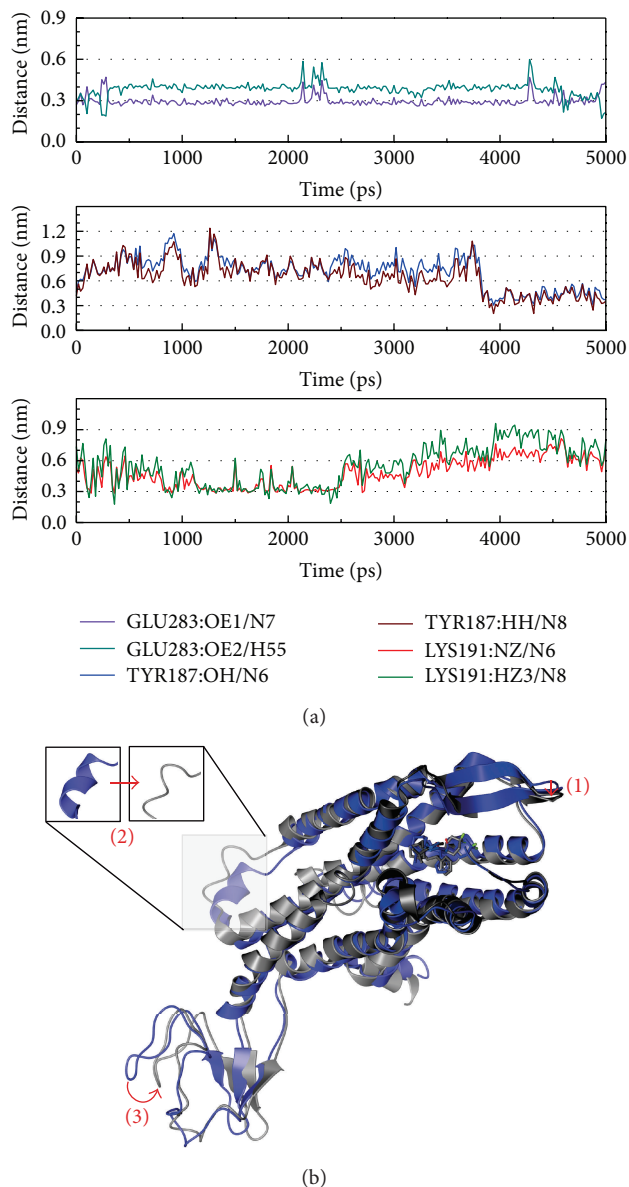 0.9
0.6
0.3
0.0
Distance (nm)
0 1000 2000 3000 4000 5000
Time (ps)
1.2
0.9
0.6
0.3
0.0
Distance (nm)
0 1000 2000 3000 4000 5000
Time (ps)
0.9
0.6
0.3
0.0
Distance (nm)
0 1000 2000 3000 4000 5000
Time (ps)
GLU283:OE1/N7
GLU283:OE2/H55
TYR187:OH/N6
TYR187:HH/N8
LYS191:NZ/N6
LYS191:HZ3/N8
(a)
(1)
(2)
(3)
(b)